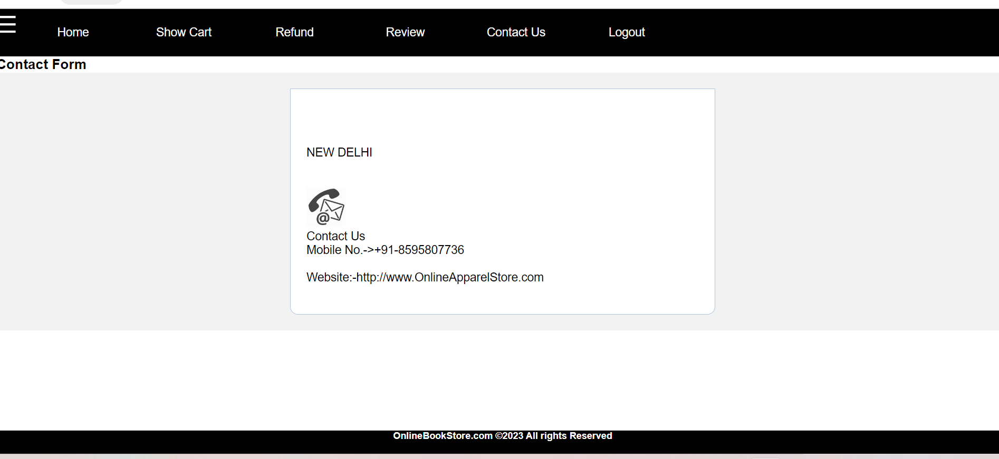 Home Show Cart Refund Review Contact Us Logout
Contact Form
NEW DELHI
@
Contact Us
Mobile No.->+91-8595807736
Website:-http://www.OnlineApparelStore.com
OnlineBookStore.com ©2023 All rights Reserved